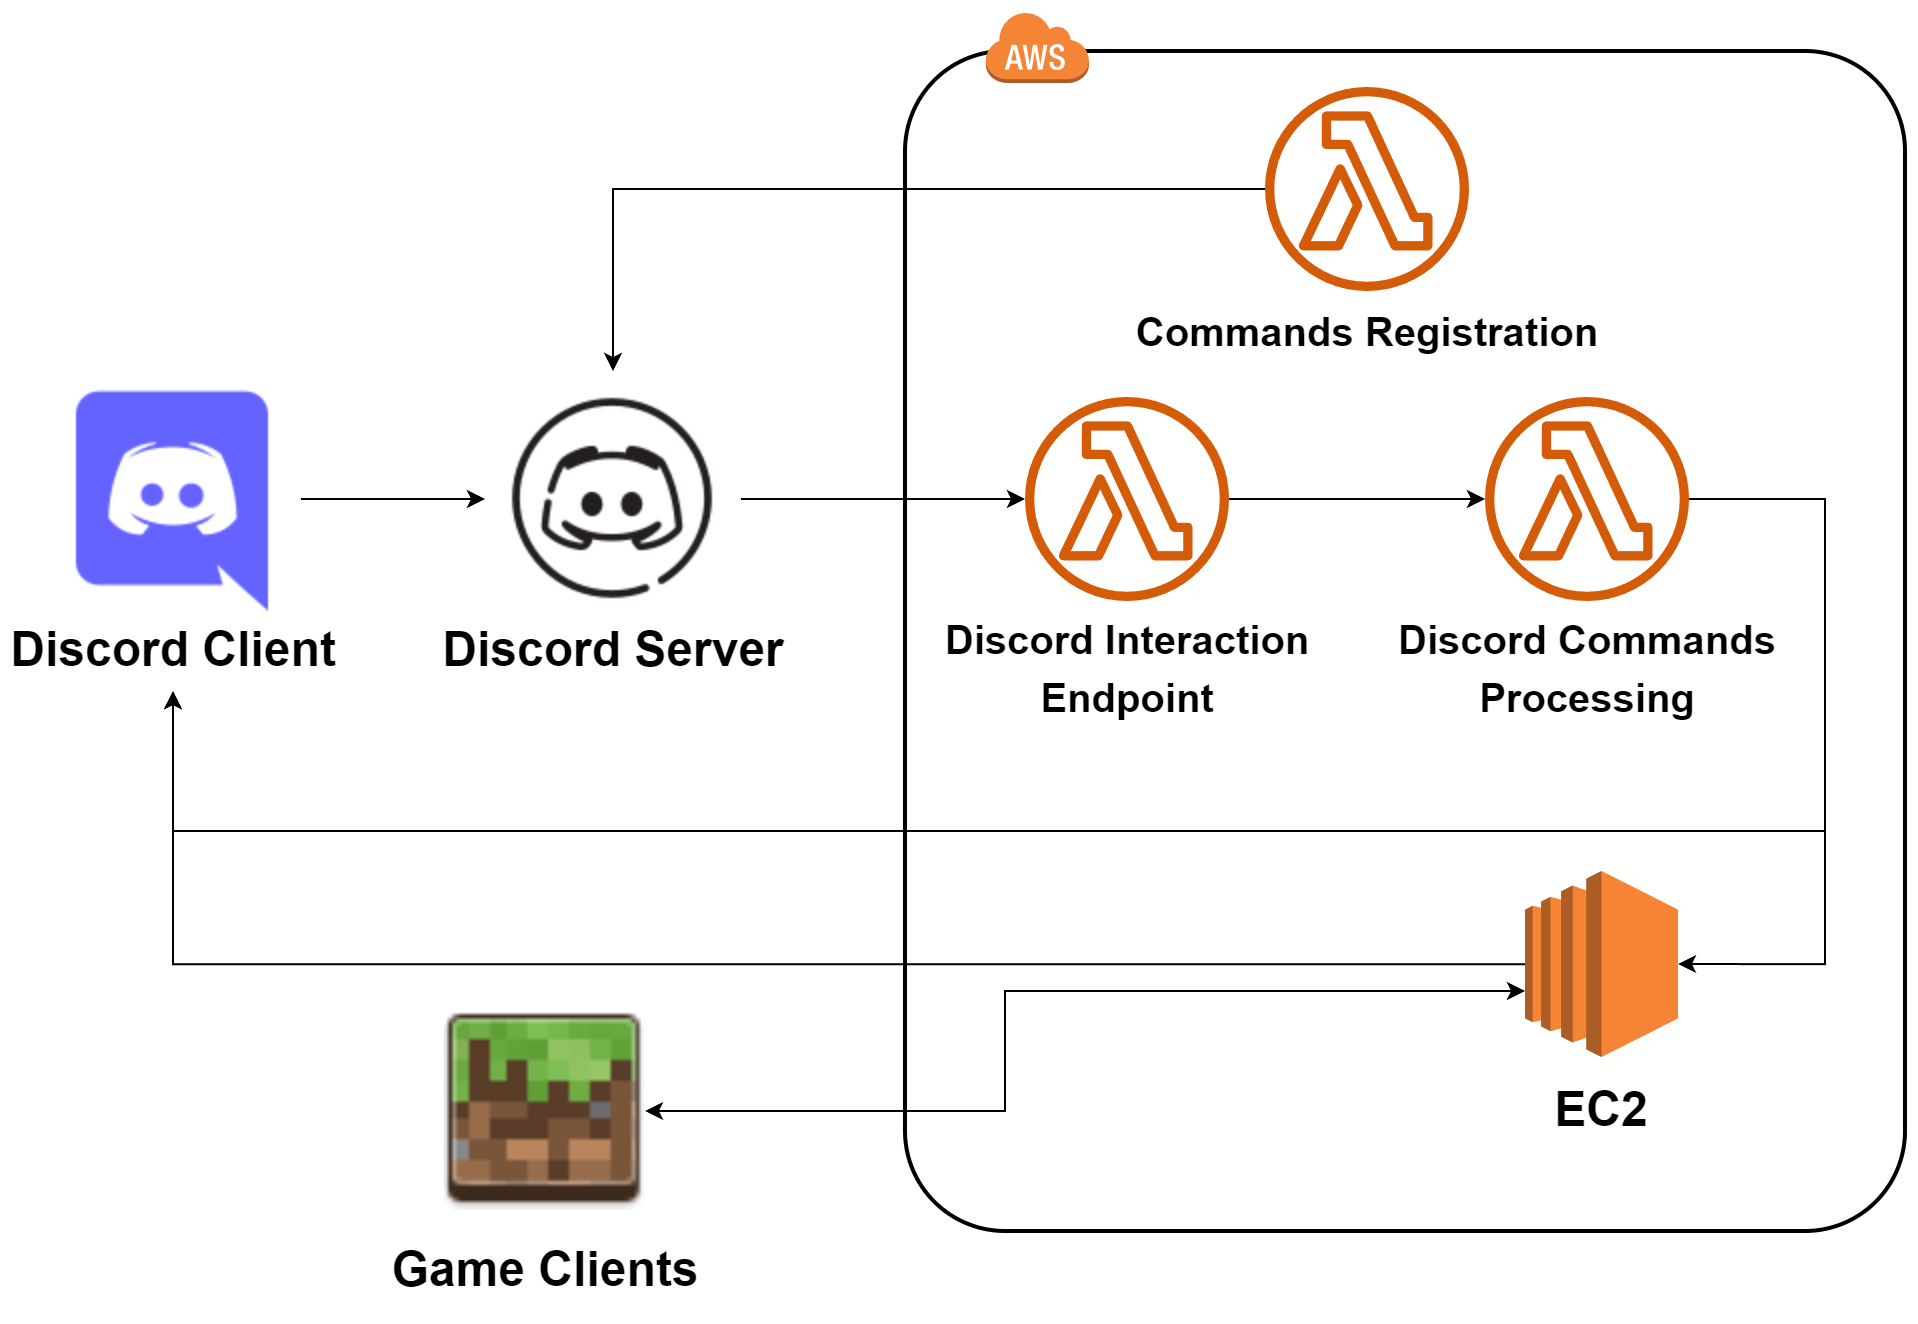 AWS
Commands Registration
Discord Client
Discord Server
Discord Interaction
Endpoint
Discord Commands
Processing
EC2
Game Clients